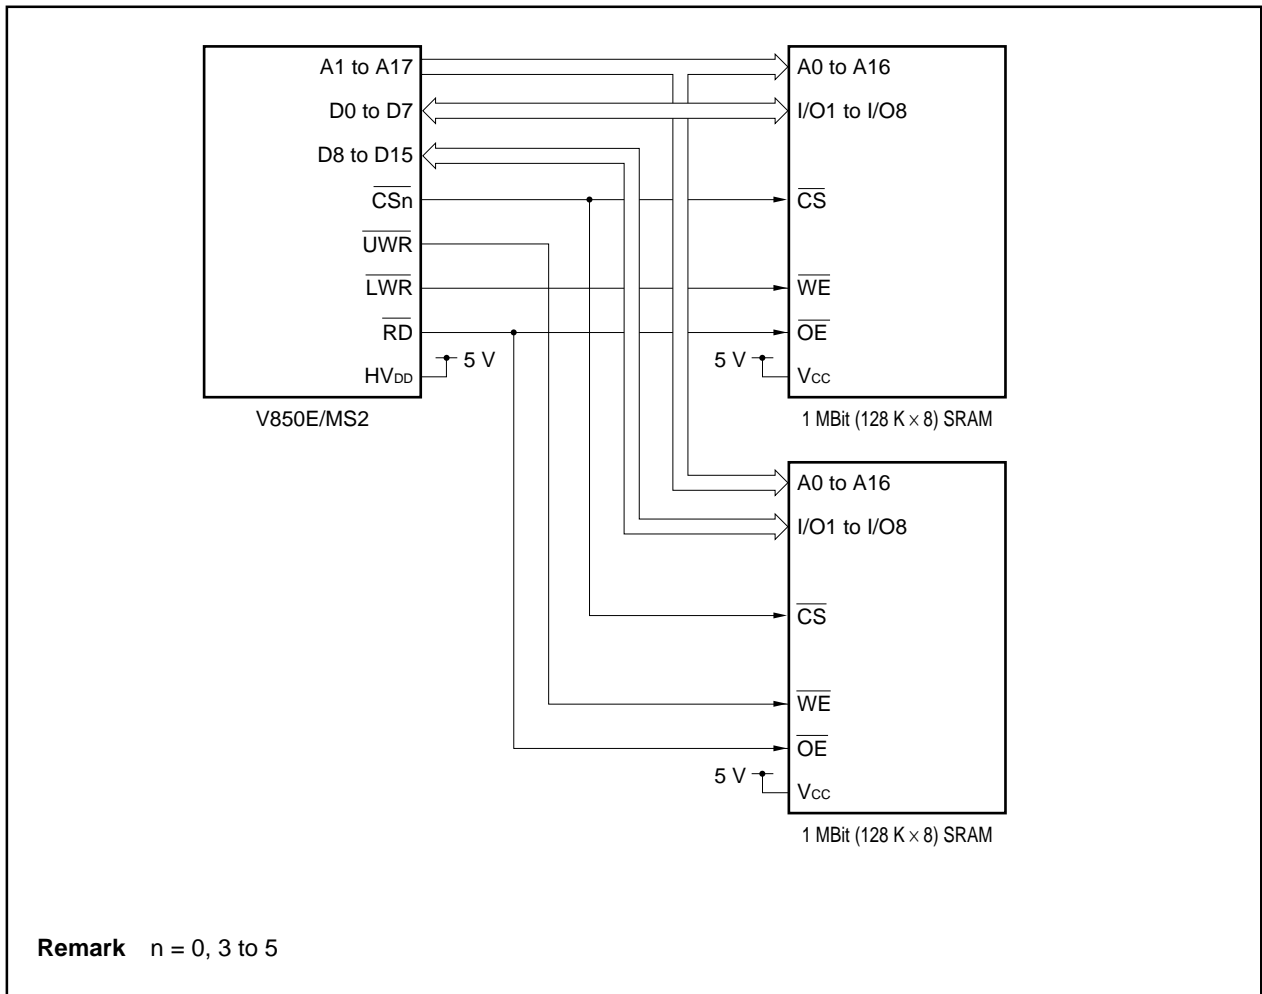 A1 to A17
D0 to D7
D8 to D15
CSn
UWR
LWR
RD
5 V
HVDD
V850E/MS2
A0 to A16
I/O1 to I/O8
CS
WE
OE
5 V
VCC
1 MBit (128 K × 8) SRAM
A0 to A16
I/O1 to I/O8
CS
WE
OE
5 V
VCC
1 MBit (128 K × 8) SRAM
Remark n = 0, 3 to 5